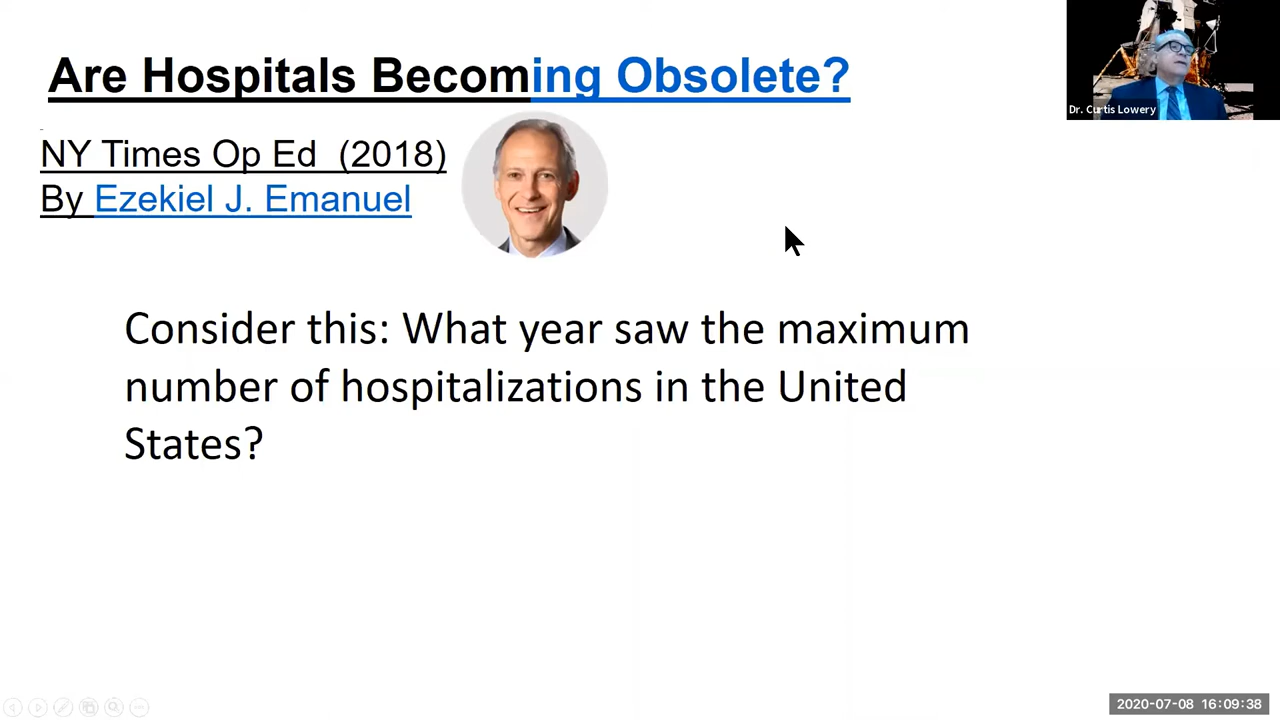 Are Hospitals Becoming Obsolete?
Dr. Curtis Lowery
NY Times Op Ed (2018)
By Ezekiel J. Emanuel
Consider this: What year saw the maximum
number of hospitalizations in the United
States?
2020-07-08 16:09:38